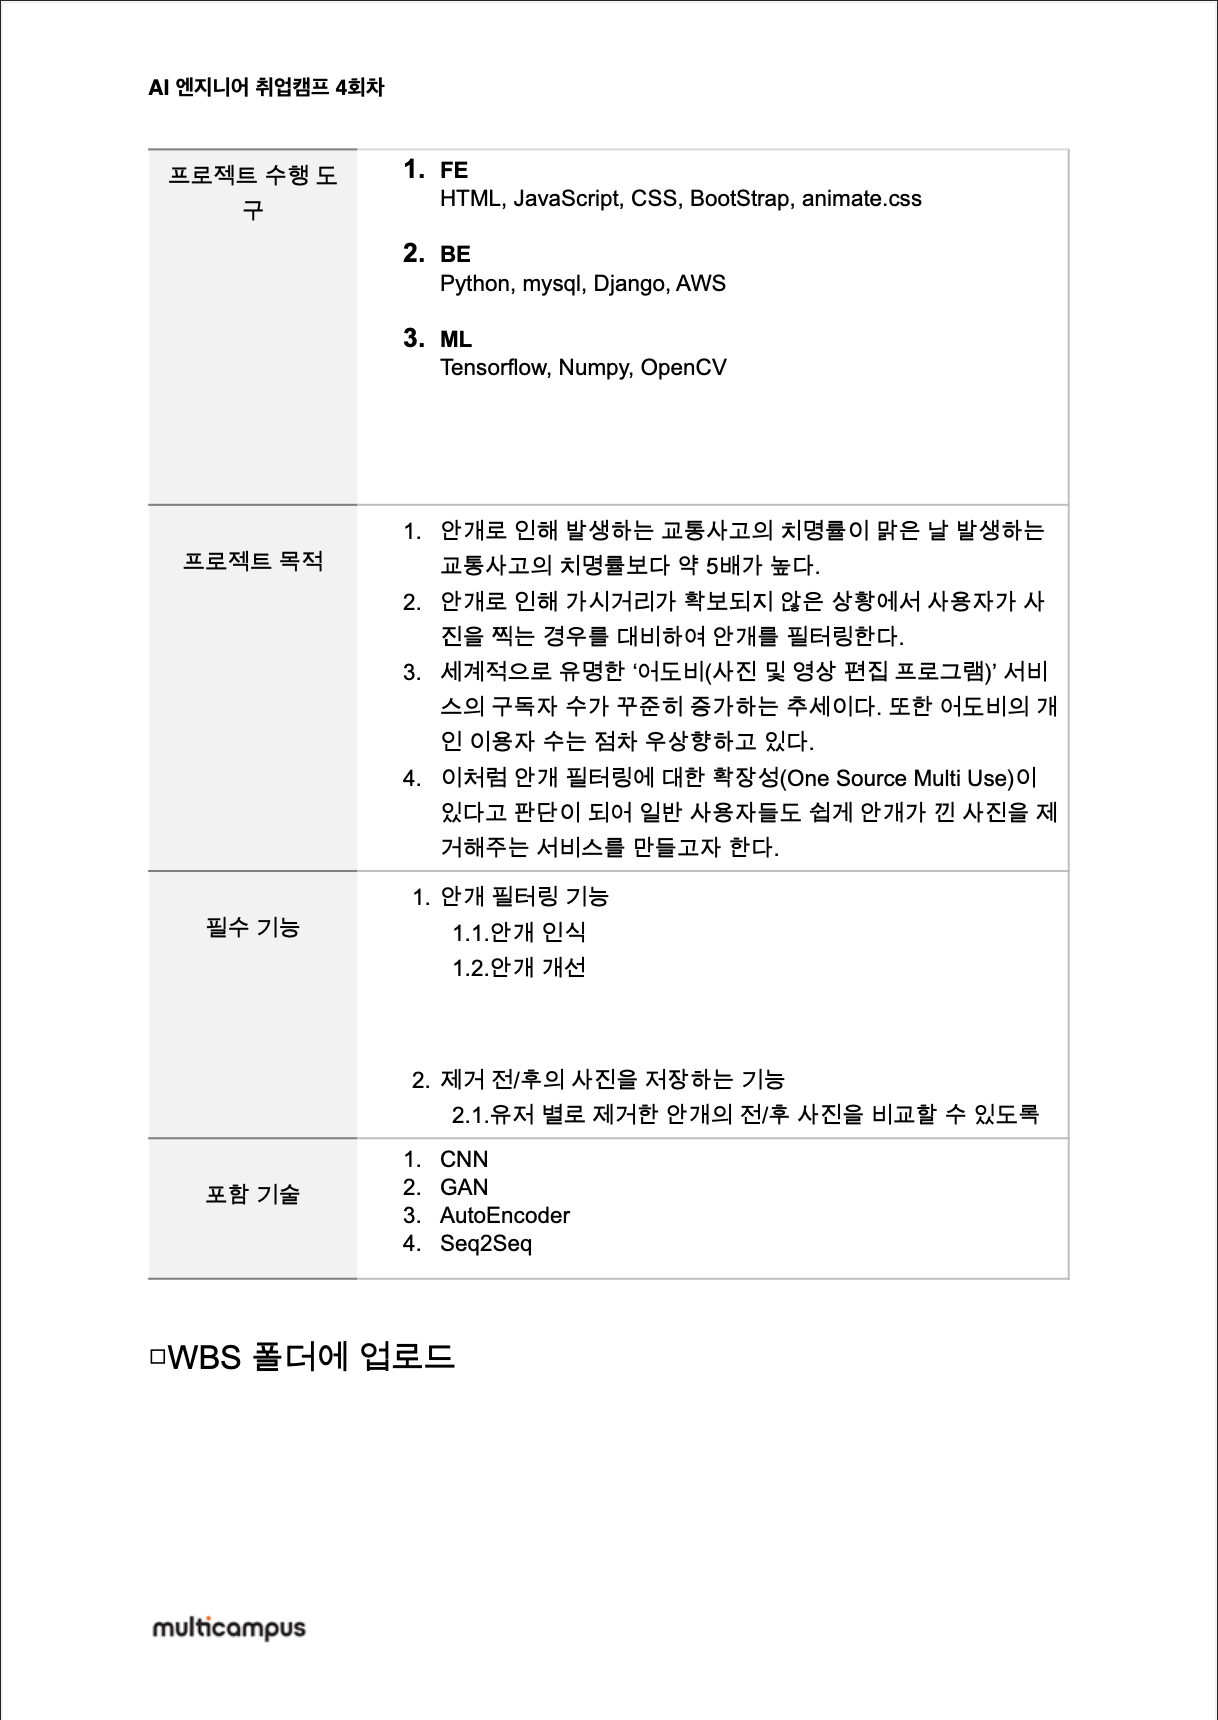 AI 엔지니어 취업캠프 4회차
프로젝트 수행 도
구
1. FE
HTML, JavaScript, CSS, BootStrap, animate.css
2. BE
Python, mysql, Django, AWS
3. ML
Tensorflow, Numpy, OpenCV
프로젝트 목적
1. 안개로 인해 발생하는 교통사고의 치명률이 맑은 날 발생하는
교통사고의 치명률보다 약 5배가 높다.
2. 안개로 인해 가시거리가 확보되지 않은 상황에서 사용자가 사
진을 찍는 경우를 대비하여 안개를 필터링한다.
3. 세계적으로 유명한 ‘어도비(사진 및 영상 편집 프로그램)’ 서비
스의 구독자 수가 꾸준히 증가하는 추세이다. 또한 어도비의 개
인 이용자 수는 점차 우상향하고 있다.
4. 이처럼 안개 필터링에 대한 확장성(One Source Multi Use)이
있다고 판단이 되어 일반 사용자들도 쉽게 안개가 낀 사진을 제
거해주는 서비스를 만들고자 한다.
필수 기능
1. 안개 필터링 기능
1.1.안개 인식
1.2.안개 개선
2. 제거 전/후의 사진을 저장하는 기능
2.1.유저 별로 제거한 안개의 전/후 사진을 비교할 수 있도록
포함 기술
1. CNN
2. GAN
3. AutoEncoder
4. Seq2Seq
□WBS 폴더에 업로드
multicampus